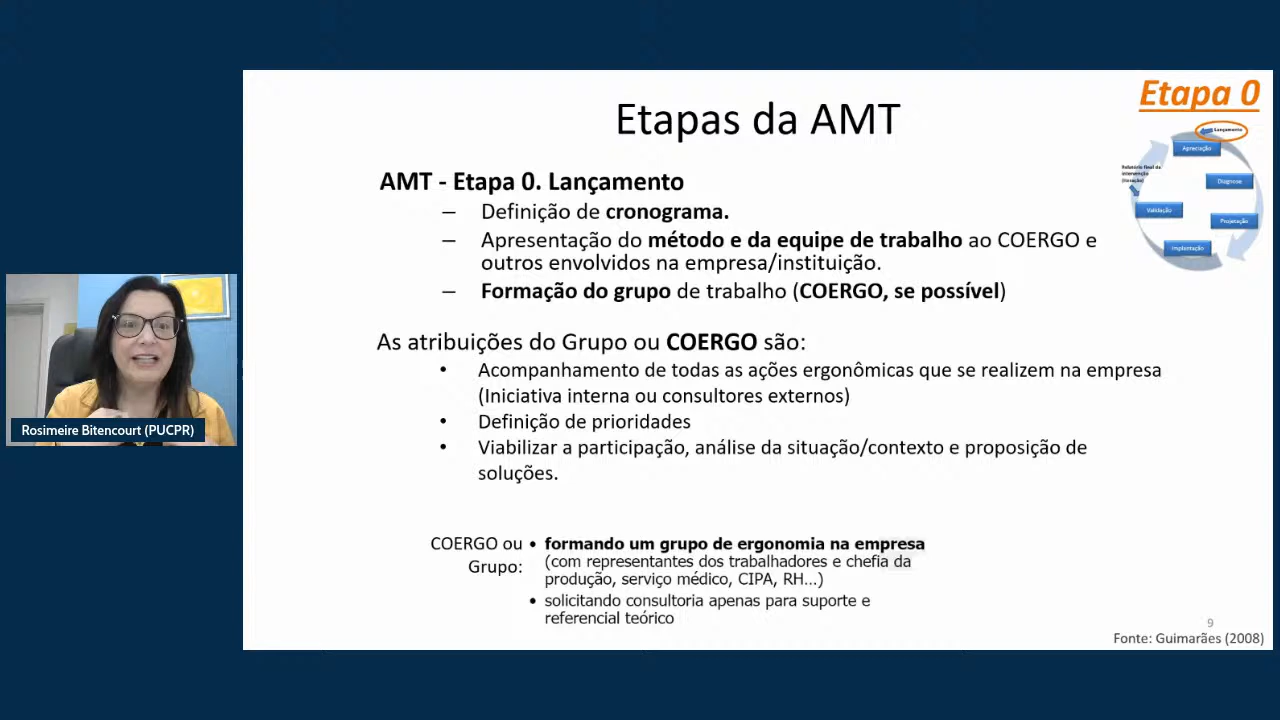 Etapa 0
Etapas da AMT
Lançamento
Apreciação
Relatório final da
intervenção
(Iteração)
Diagnose
Validação
Projetação
Implantação
AMT - Etapa 0. Lançamento
– Definição de cronograma.
– Apresentação do método e da equipe de trabalho ao COERGO e
outros envolvidos na empresa/instituição.
– Formação do grupo de trabalho (COERGO, se possível)
As atribuições do Grupo ou COERGO são:
• Acompanhamento de todas as ações ergonômicas que se realizem na empresa
(Iniciativa interna ou consultores externos)
• Definição de prioridades
• Viabilizar a participação, análise da situação/contexto e proposição de
soluções.
Rosimeire Bitencourt (PUCPR)
COERGO ou
Grupo:
• formando um grupo de ergonomia na empresa
(com representantes dos trabalhadores e chefia da
produção, serviço médico, CIPA, RH...)
• solicitando consultoria apenas para suporte e
referencial teórico
9
Fonte: Guimarães (2008)